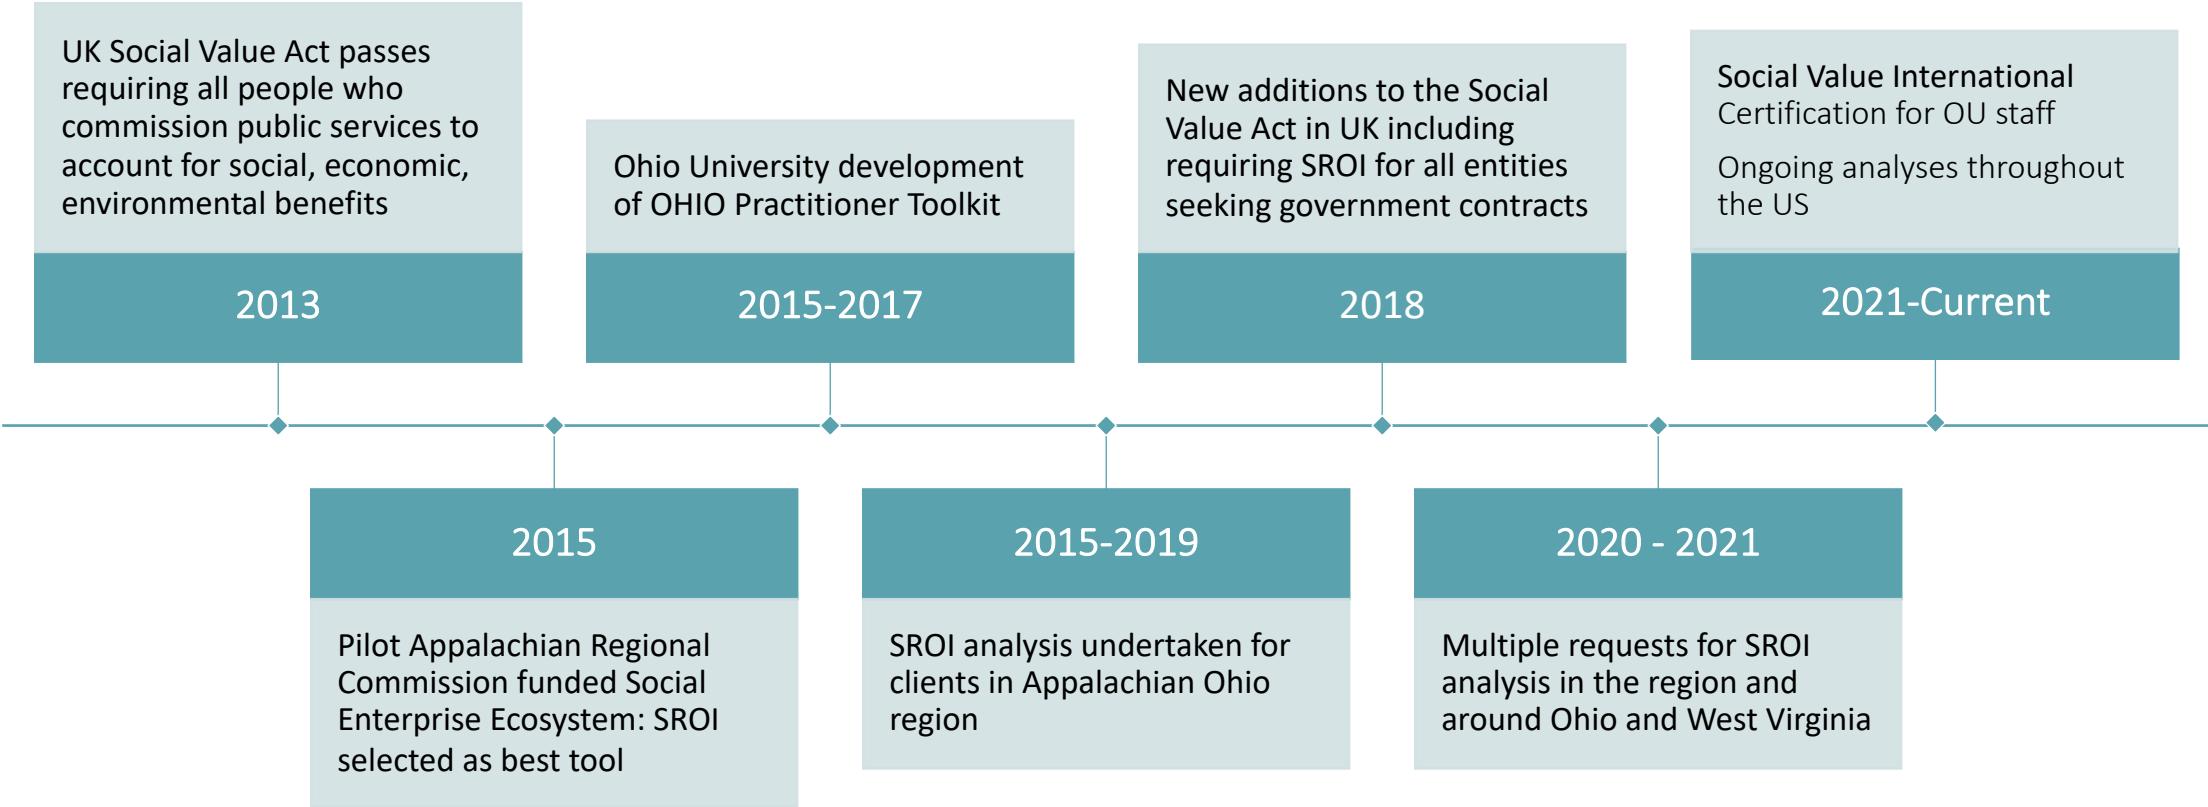 UK Social Value Act passes
requiring all people who
commission public services to
account for social, economic,
environmental benefits
2013
Pilot Appalachian Regional
Commission funded Social
Enterprise Ecosystem: SROI
selected as best tool
2015
Ohio University development
of OHIO Practitioner Toolkit
2015-2017
2015-2019
SROI analysis undertaken for
clients in Appalachian Ohio
region
New additions to the Social
Value Act in UK including
requiring SROI for all entities
seeking government contracts
2018
2020 - 2021
Multiple requests for SROI
analysis in the region and
around Ohio and West Virginia
Social Value International
Certification for OU staff
Ongoing analyses throughout
the US
2021-Current